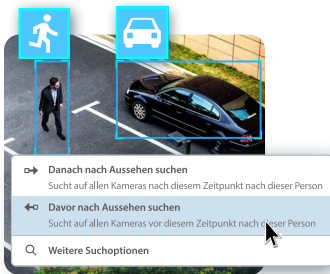 Danach nach Aussehen suchen
Sucht auf allen Kameras nach diesem Zeitpunkt nach dieser Person
Davor nach Aussehen suchen
Sucht auf allen Kameras vor diesem Zeitpunkt nach dieser Person
Weitere Suchoptionen